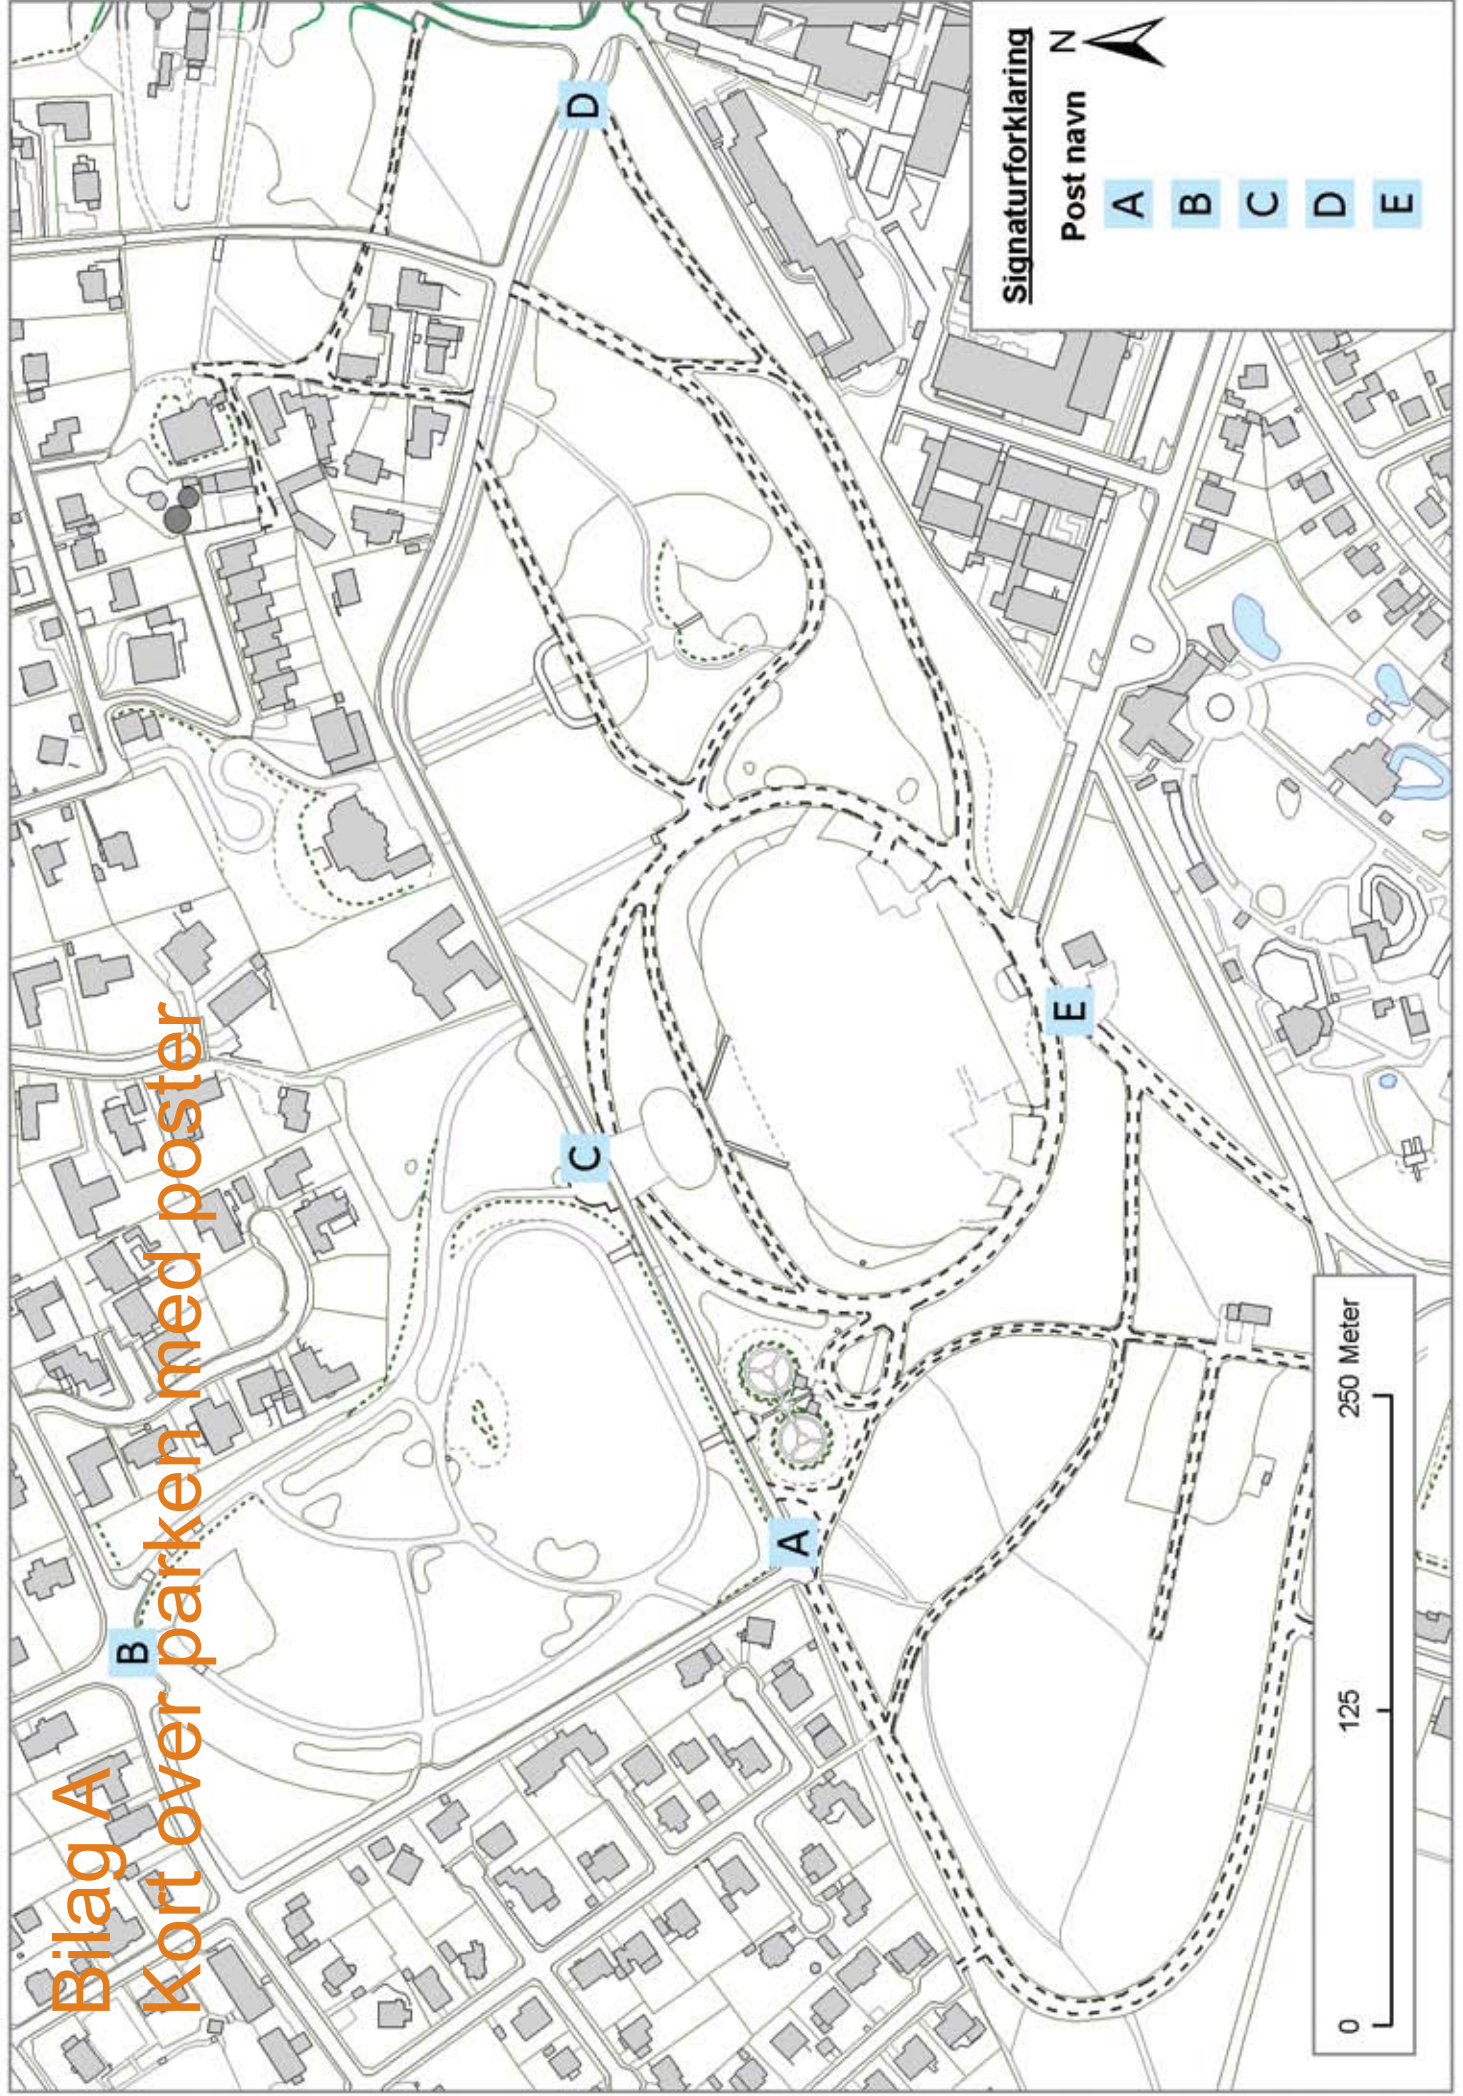 Bilag A
Kort over parken med poster
B
C
A
D
E
Signaturforklaring
Post navn
N
A
B
C
D
E
0
125
250 Meter